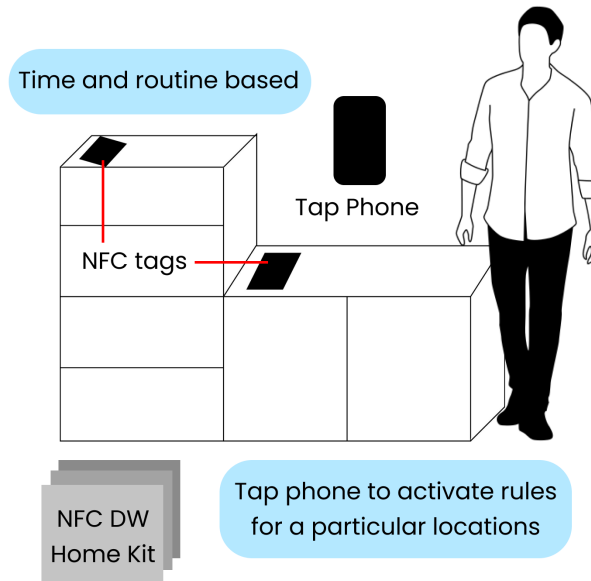 Time and routine based
Tap Phone
NFC tags
NFC DW
Home Kit
Tap phone to activate rules
for a particular locations